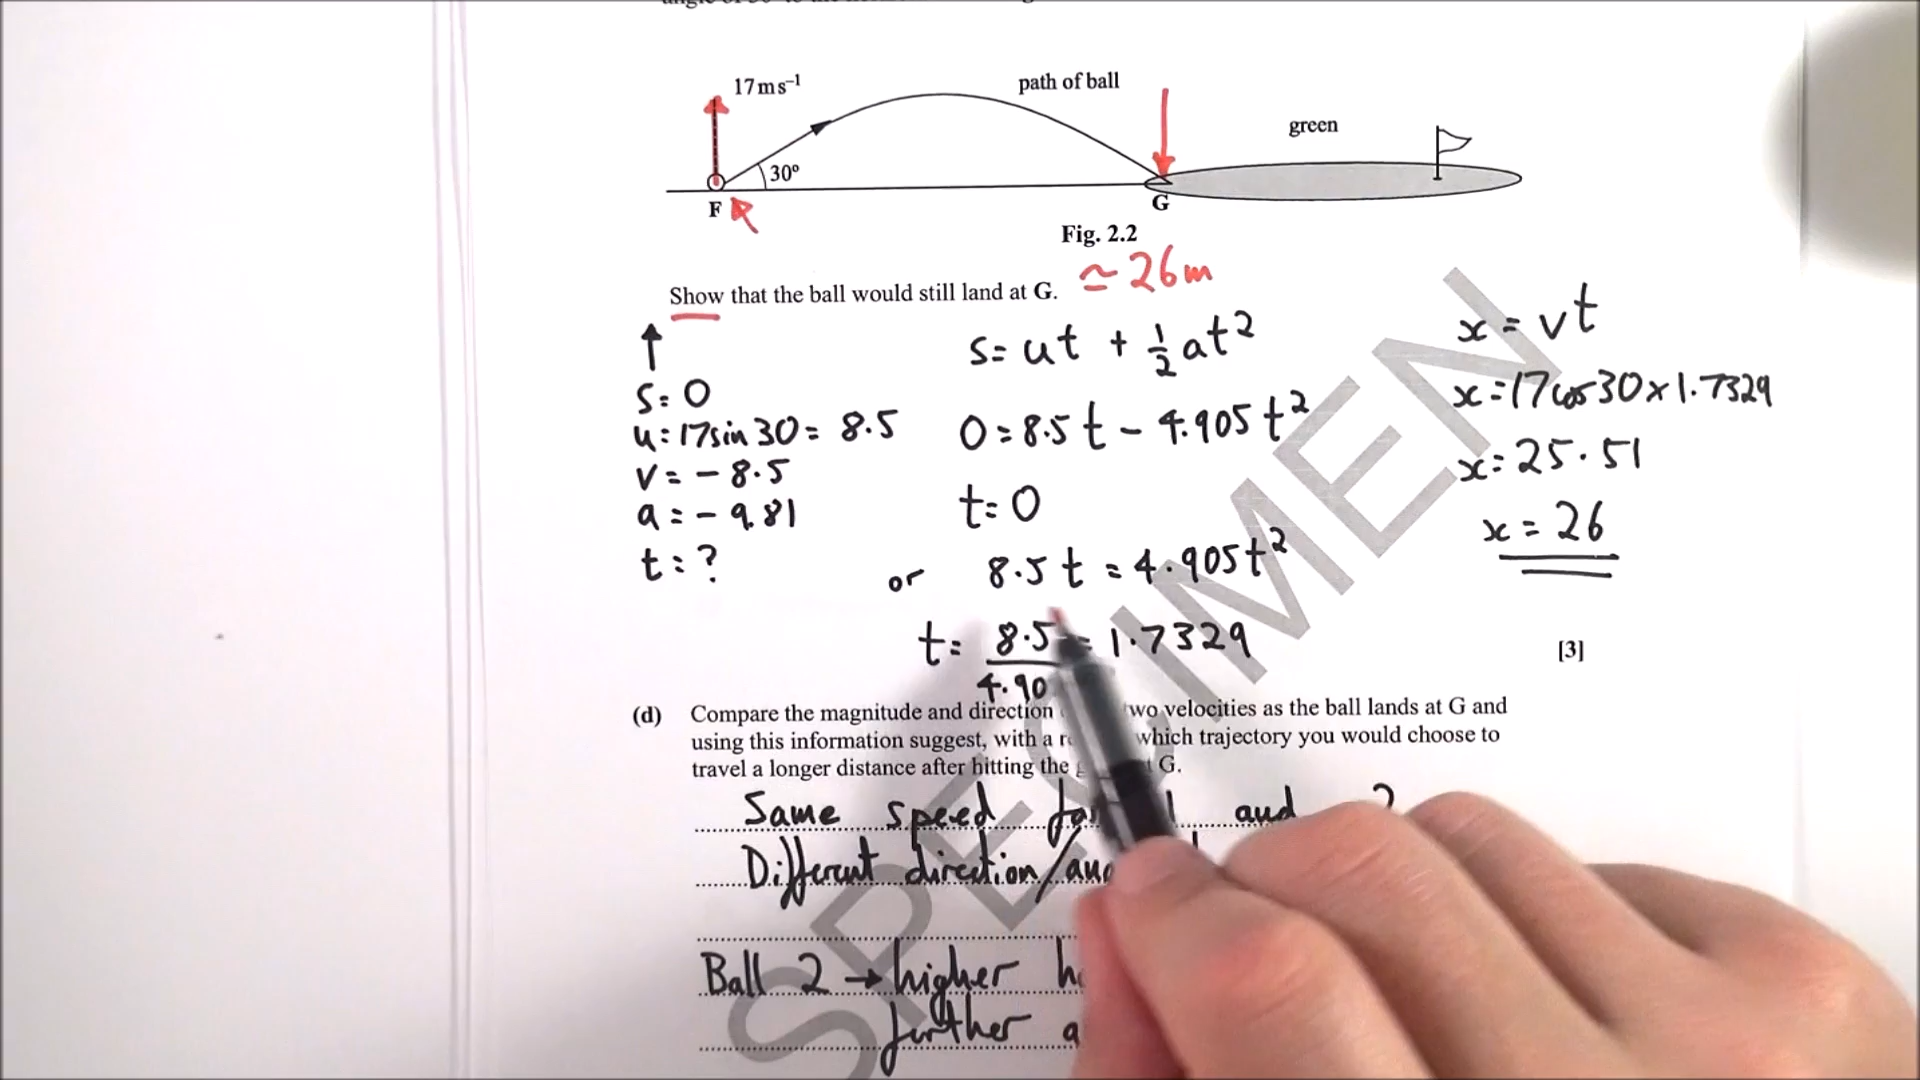 17ms⁻¹
path of ball
green
30º
F
G
Fig. 2.2
≃ 26m
Show that the ball would still land at G.
↑
s = 0
u = 17sin 30 = 8.5
v = - 8.5
a = - 9.81
t = ?
s = ut + ½at²
0 = 8.5t - 4.905t²
t = 0
or 8.5t = 4.905t²
t = 8.5 = 1.7329
4.90
x = vt
x = 17cos30 × 1.7329
x = 25.51
x = 26
[3]
(d) Compare the magnitude and direction two velocities as the ball lands at G and
using this information suggest, with a which trajectory you would choose to
travel a longer distance after hitting the G.
Same speed 1 and 2
Different direction/
Ball 2 → higher
further
SPECIMEN